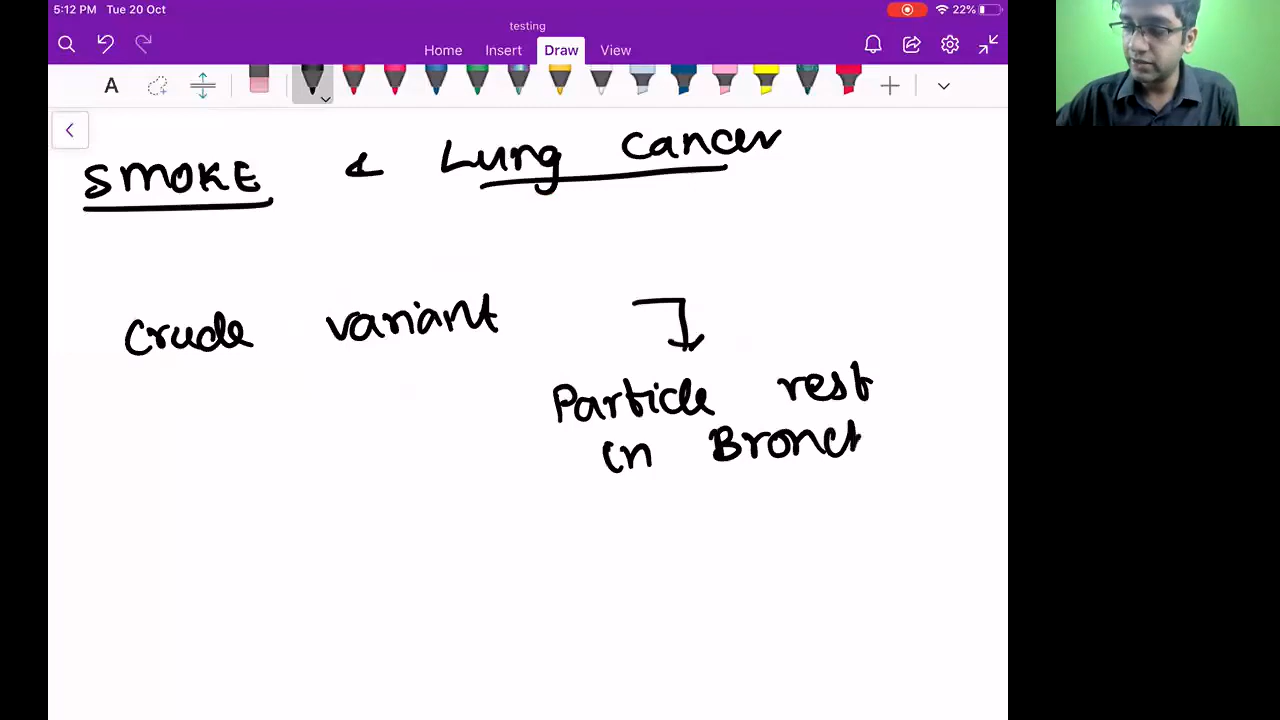 5:12 PM Tue 20 Oct 22%
testing
Home Insert Draw View
A
SMOKE & Lung Cancer
Crude variant
Particle rest
in Bronch